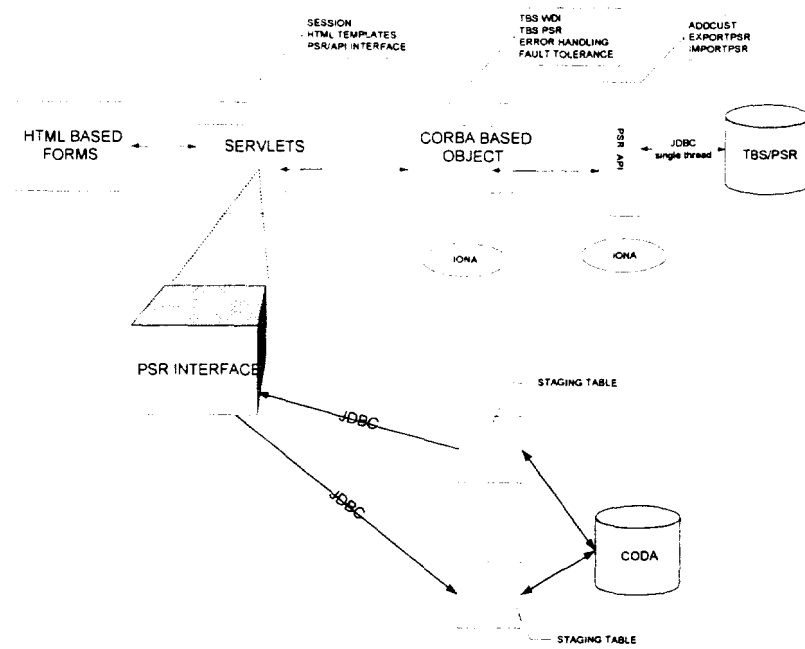 SESSION
HTML TEMPLATES
PSR/API INTERFACE
TBS WDI
TBS PSR
ERROR HANDLING
FAULT TOLERANCE
ADDCUST
EXPORTPSR
IMPORTPSR
HTML BASED
FORMS
SERVLETS
CORBA BASED
OBJECT
PSR API
JDBC
single thread
TBS/PSR
IONA
IONA
PSR INTERFACE
STAGING TABLE
JDBC
JDBC
CODA
STAGING TABLE